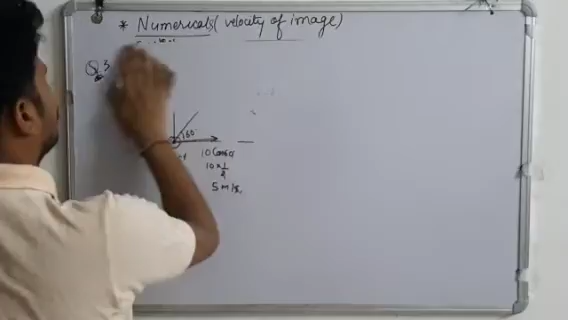 * Numericals (velocity of image)
Q.3
60
10 Cos60
10 × 1/2
5 m/s